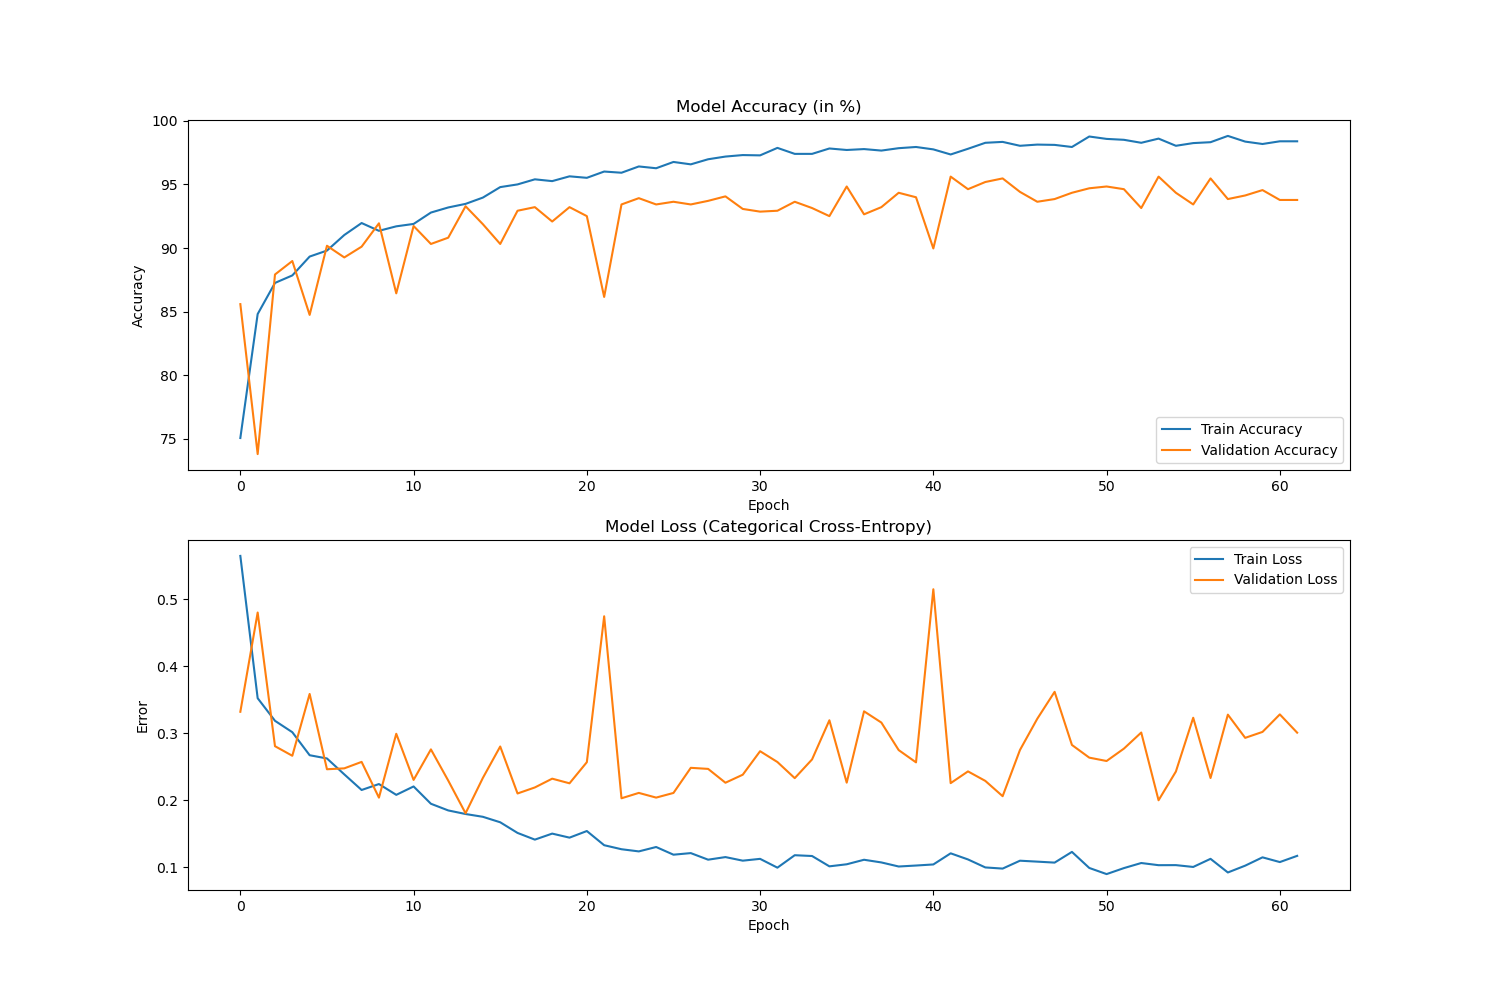 Model Accuracy (in %)
100
95
90
85
80
75
Accuracy
Train Accuracy
Validation Accuracy
0 10 20 30 40 50 60
Epoch
Model Loss (Categorical Cross-Entropy)
Train Loss
Validation Loss
0.5
0.4
0.3
0.2
0.1
Error
0 10 20 30 40 50 60
Epoch